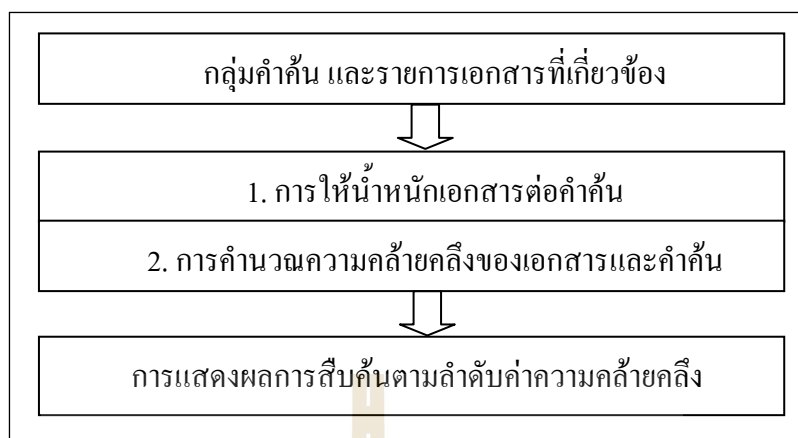 กลุ่มคำค้น และรายการเอกสารที่เกี่ยวข้อง
1. การให้น้ำหนักเอกสารต่อคำค้น
2. การคำนวณความคล้ายคลึงของเอกสารและคำค้น
การแสดงผลการสืบค้นตามลำดับค่าความคล้ายคลึง